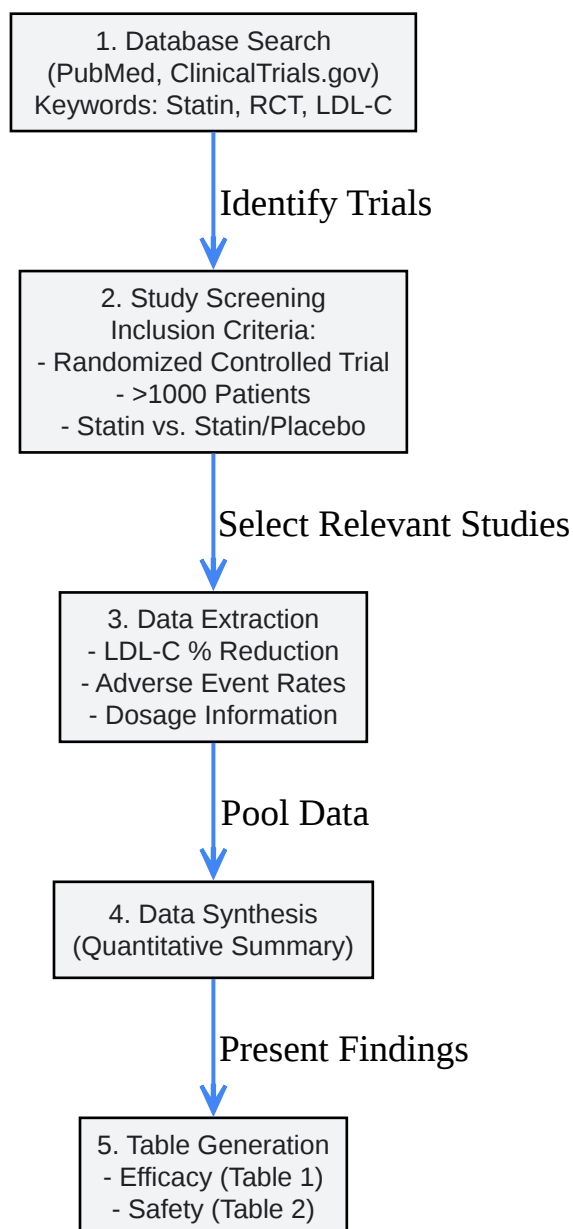 1. Database Search
(PubMed, ClinicalTrials.gov)
Keywords: Statin, RCT, LDL-C
Identify Trials
2. Study Screening
Inclusion Criteria:
- Randomized Controlled Trial
- >1000 Patients
- Statin vs. Statin/Placebo
Select Relevant Studies
3. Data Extraction
- LDL-C % Reduction
- Adverse Event Rates
- Dosage Information
Pool Data
4. Data Synthesis
(Quantitative Summary)
Present Findings
5. Table Generation
- Efficacy (Table 1)
- Safety (Table 2)